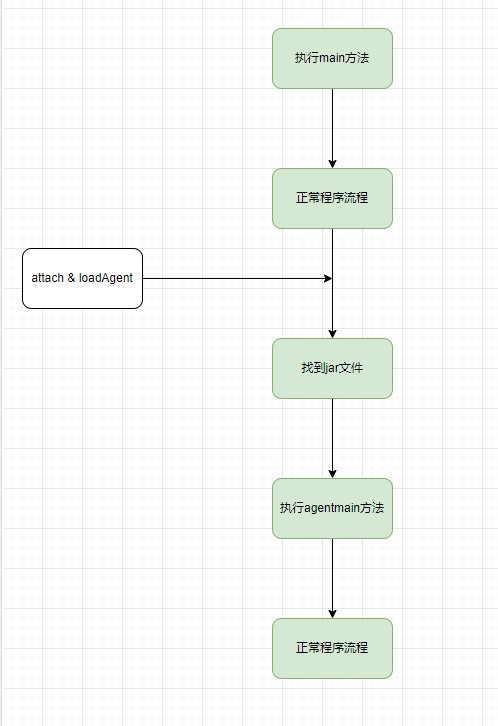 执行main方法
正常程序流程
attach & loadAgent
找到jar文件
执行agentmain方法
正常程序流程